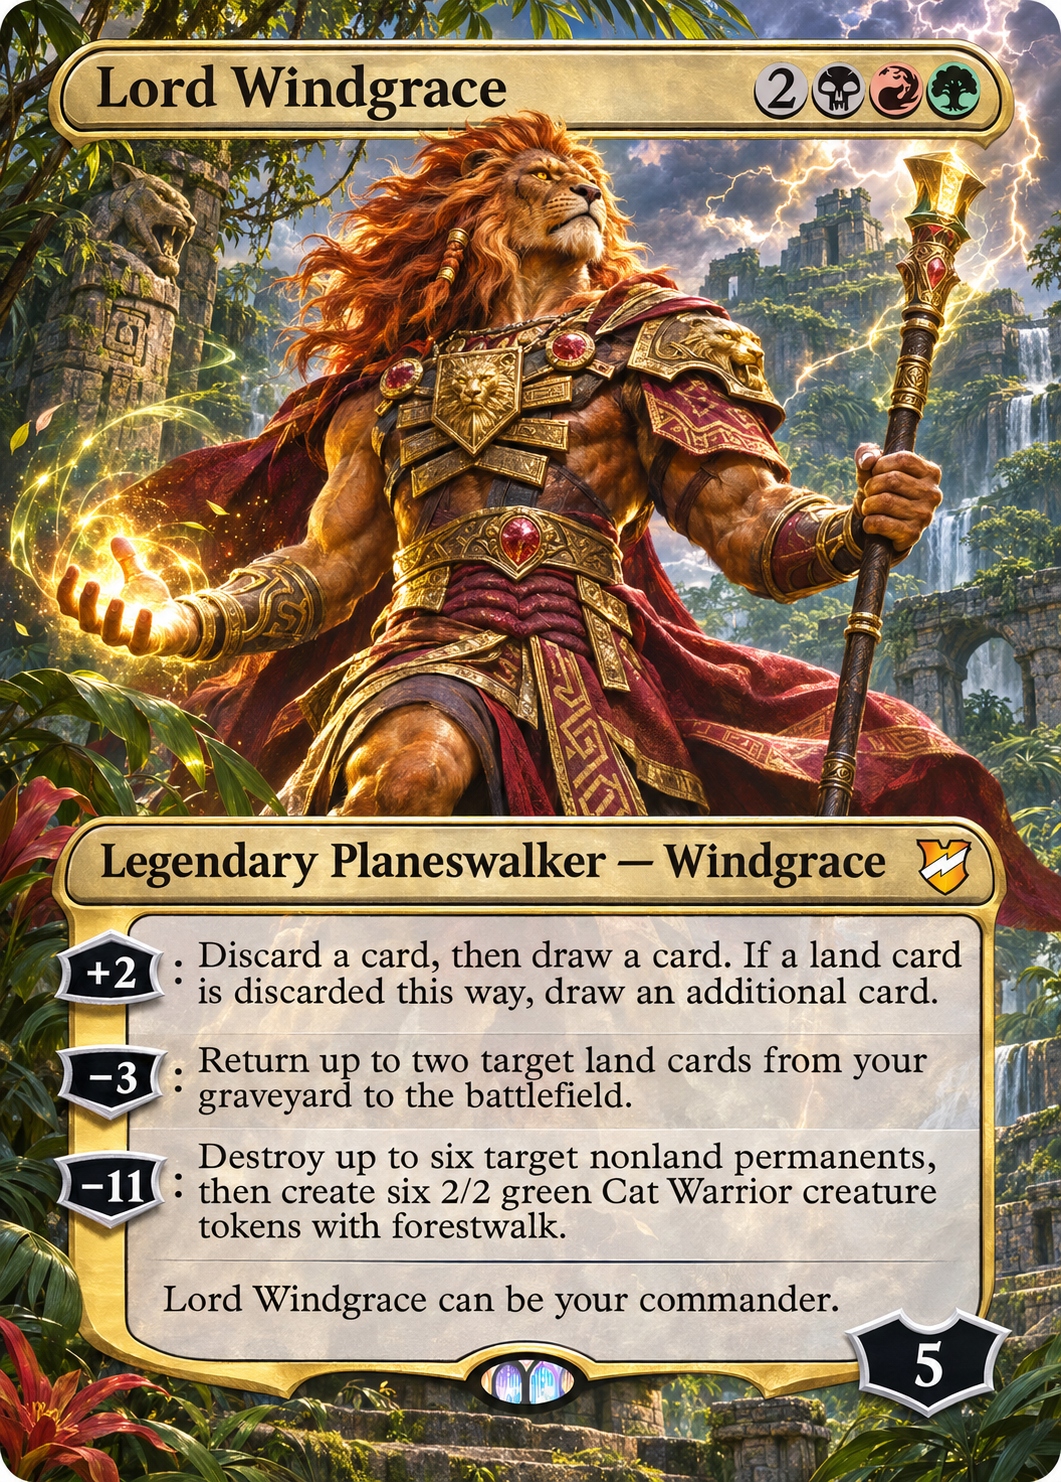 Lord Windgrace 2
Legendary Planeswalker — Windgrace
+2 : Discard a card, then draw a card. If a land card
is discarded this way, draw an additional card.
−3 : Return up to two target land cards from your
graveyard to the battlefield.
−11 : Destroy up to six target nonland permanents,
then create six 2/2 green Cat Warrior creature
tokens with forestwalk.
Lord Windgrace can be your commander.
5